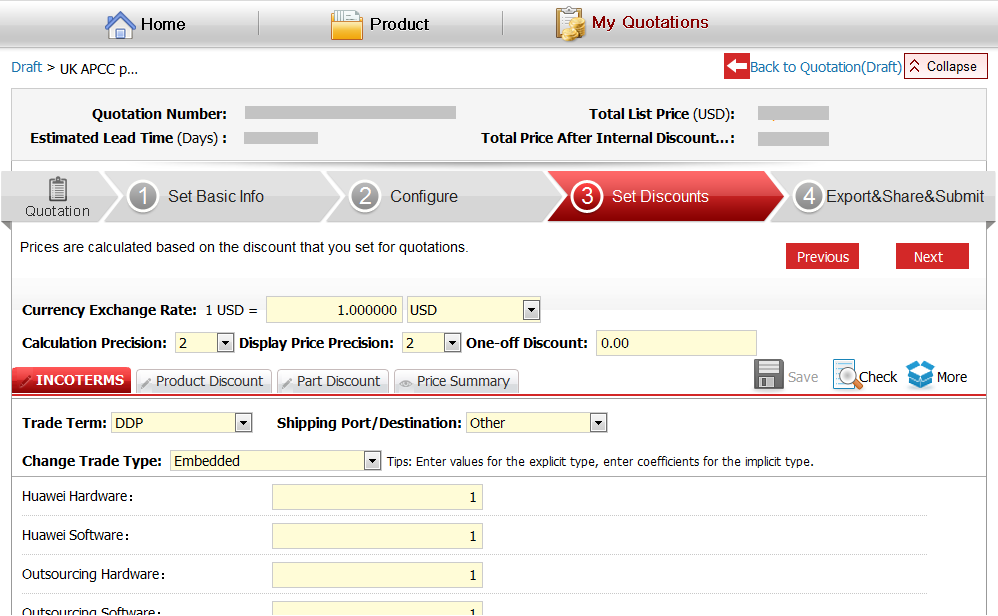 Home Product My Quotations
Draft > UK APCC p... Back to Quotation(Draft) Collapse
Quotation Number: Total List Price (USD):
Estimated Lead Time (Days) : Total Price After Internal Discount...:
Quotation 1 Set Basic Info 2 Configure 3 Set Discounts 4 Export&Share&Submit
Prices are calculated based on the discount that you set for quotations.
Previous Next
Currency Exchange Rate: 1 USD = 1.000000 USD
Calculation Precision: 2 Display Price Precision: 2 One-off Discount: 0.00
INCOTERMS Product Discount Part Discount Price Summary Save Check More
Trade Term: DDP Shipping Port/Destination: Other
Change Trade Type: Embedded Tips: Enter values for the explicit type, enter coefficients for the implicit type.
Huawei Hardware: 1
Huawei Software: 1
Outsourcing Hardware: 1
Outsourcing Software: 1